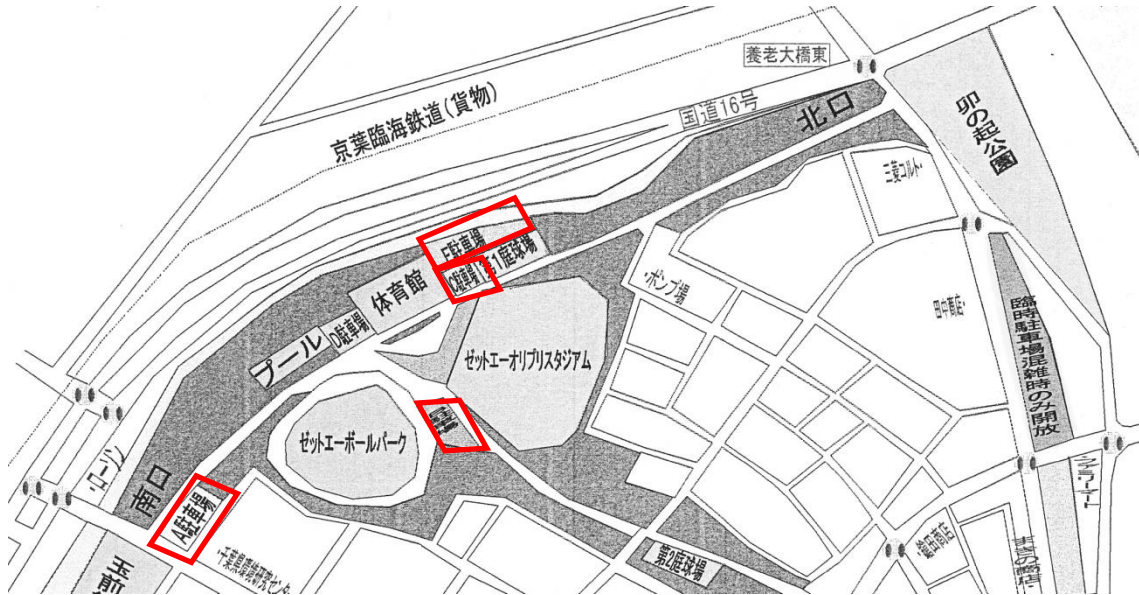 養老大橋東
京葉臨海鉄道（貨物）
国道16号
北口
卯の起公園
三菱コルト・
E駐車場
C駐車場
第1庭球場
体育館
・ポンプ場
D駐車場
プール
田中商店・
臨時駐車場混雑時のみ開放
ゼットエーオリプリスタジアム
ゼットエーボールパーク
・ローソン
南口
A駐車場
玉前
第2庭球場